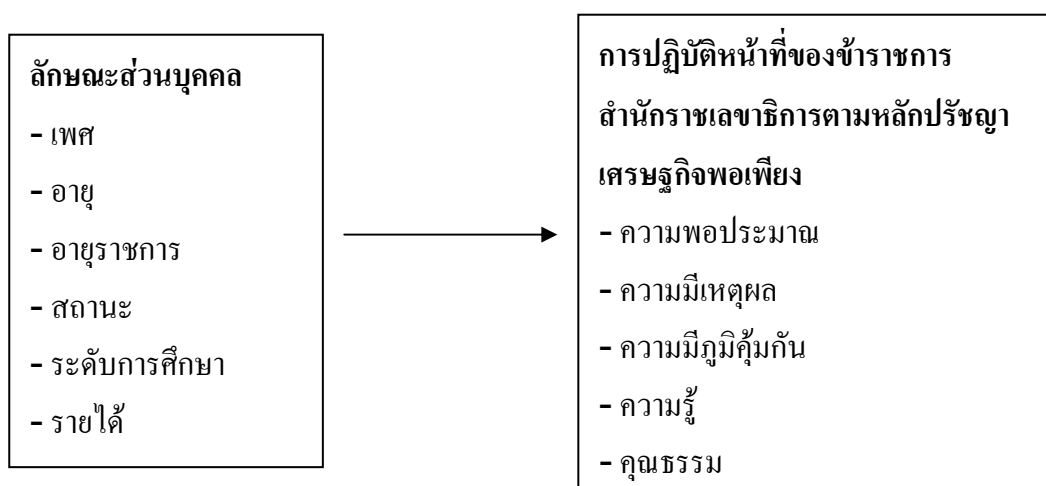 ลักษณะส่วนบุคคล
- เพศ
- อายุ
- อายุราชการ
- สถานะ
- ระดับการศึกษา
- รายได้
การปฏิบัติหน้าที่ของข้าราชการ
สำนักราชเลขาธิการตามหลักปรัชญา
เศรษฐกิจพอเพียง
- ความพอประมาณ
- ความมีเหตุผล
- ความมีภูมิคุ้มกัน
- ความรู้
- คุณธรรม